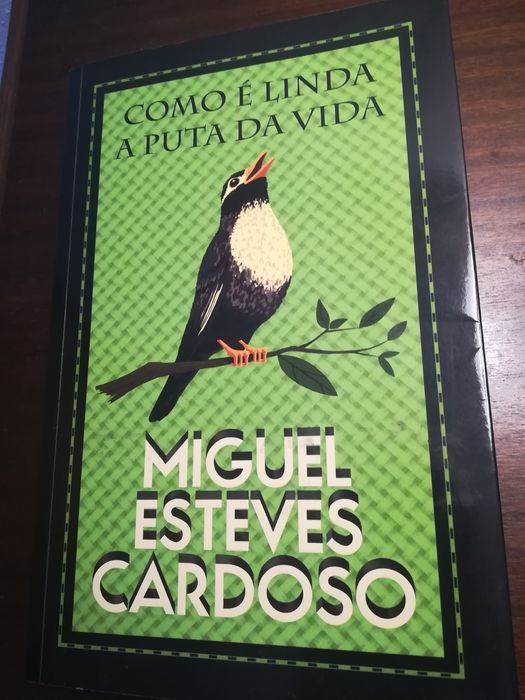 COMO É LINDA
A PUTA DA VIDA
MIGUEL
ESTEVES
CARDOSO